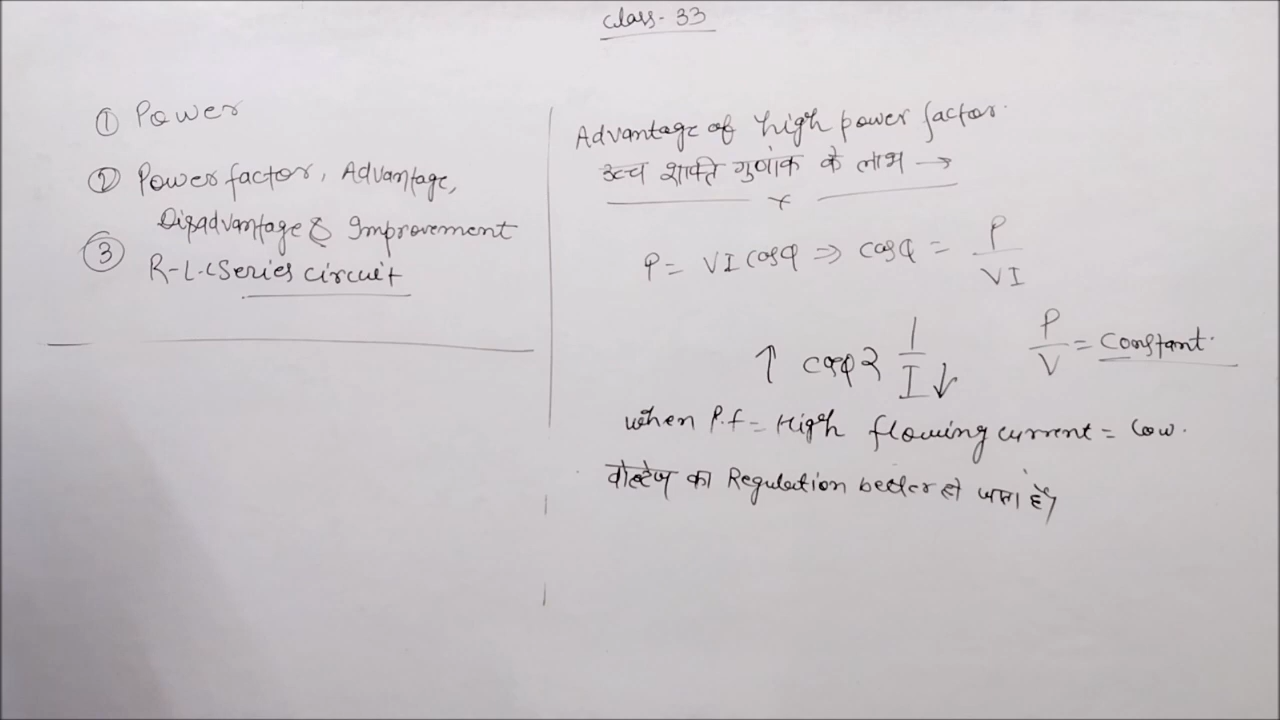 Class- 33
① Power
② Power factor, Advantage,
Disadvantage & Improvement
③ R-L-C Series circuit
Advantage of high power factor.
उच्च शक्ति गुणांक के लाभ →
P = VI cosφ ⇒ cosφ = P/VI
↑ cosφ ∝ 1/I ↓ P/V = Constant.
when P.f = High flowing current = Low.
वोल्टेज का Regulation better हो जाता है